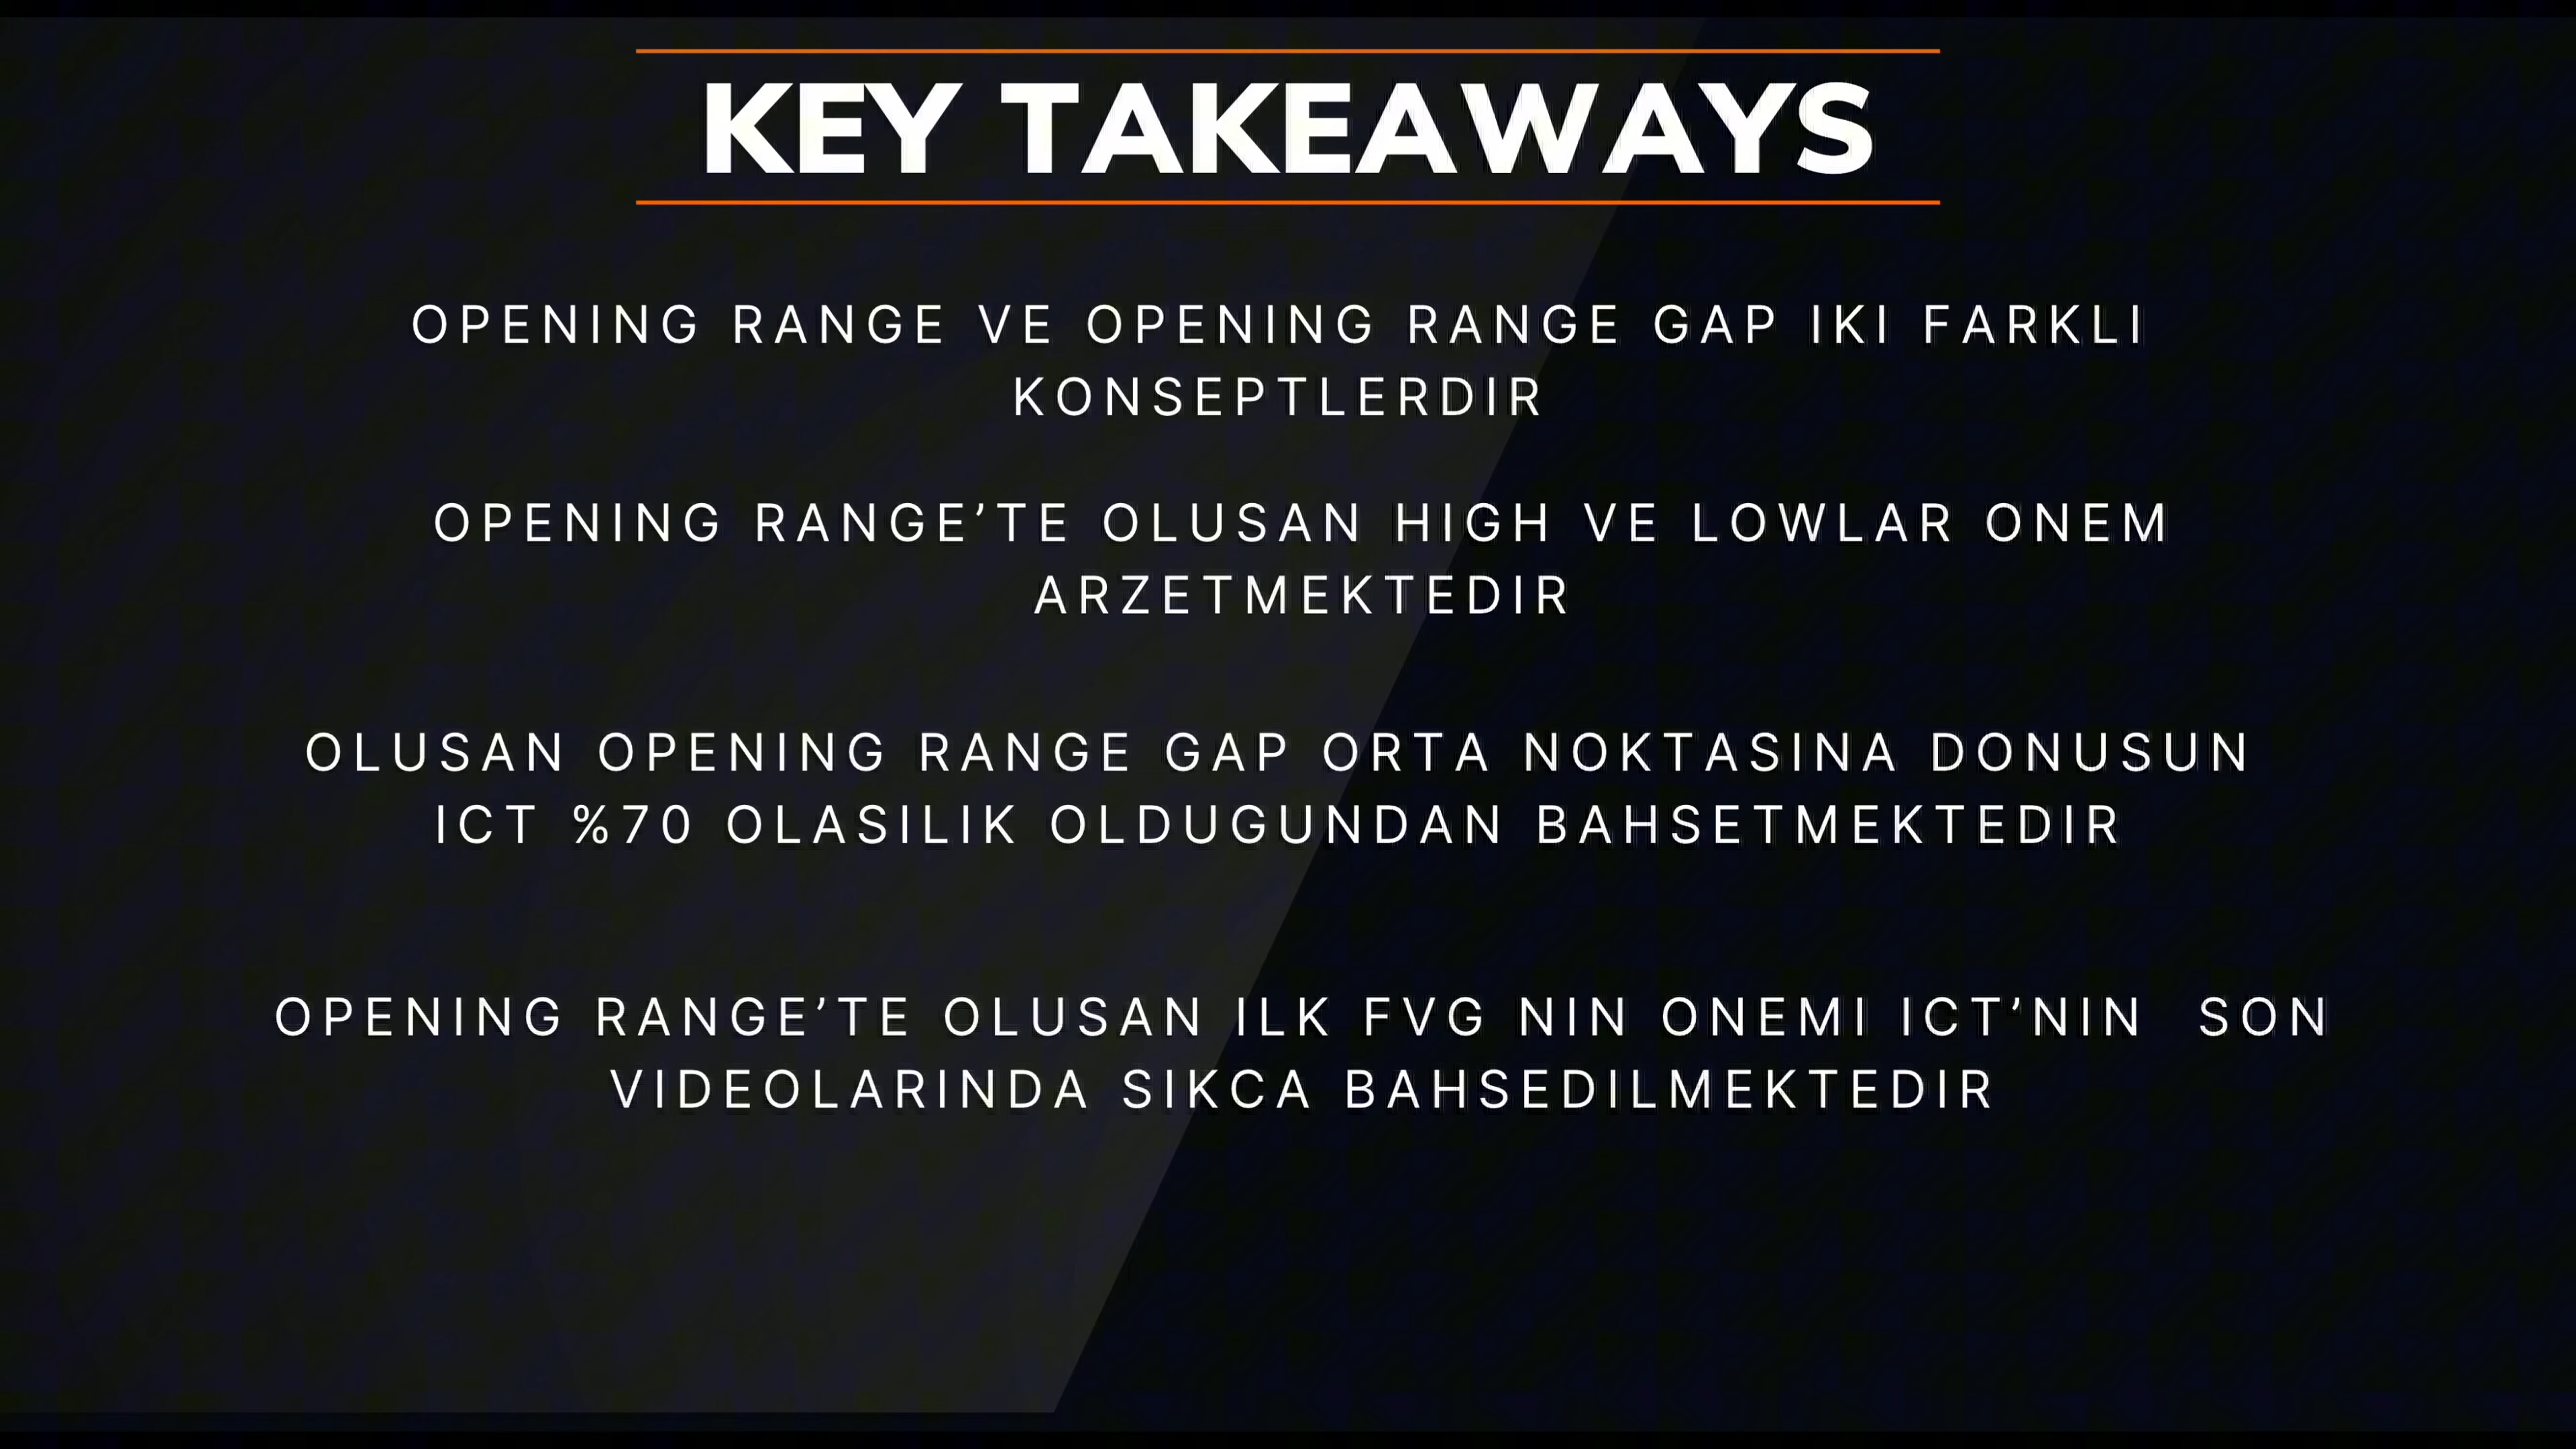 KEY TAKEAWAYS
OPENING RANGE VE OPENING RANGE GAP IKI FARKLI
KONSEPTLERDIR
OPENING RANGE’TE OLUSAN HIGH VE LOWLAR ONEM
ARZETMEKTEDIR
OLUSAN OPENING RANGE GAP ORTA NOKTASINA DONUSUN
ICT %70 OLASILIK OLDUGUNDAN BAHSETMEKTEDIR
OPENING RANGE’TE OLUSAN ILK FVG NIN ONEMI ICT’NIN  SON
VIDEOLARINDA SIKCA BAHSEDILMEKTEDIR